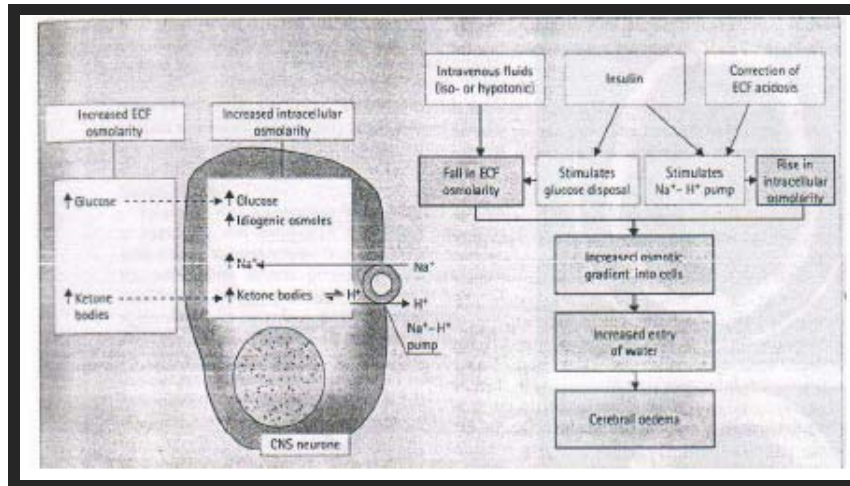 Increased ECF
osmolarity
Increased intracellular
osmolarity
↑ Glucose
↑ Ketone
bodies
↑ Glucose
↑ Idiogenic osmoles
↑ Na+
↑ Ketone bodies ⇌ H+
Na+
H+
Na+–H+
pump
CNS neurone
Intravenous fluids
(iso- or hypotonic)
Insulin
Correction of
ECF acidosis
Fall in ECF
osmolarity
Stimulates
glucose disposal
Stimulates
Na+–H+ pump
Rise in
intracellular
osmolarity
Increased osmotic
gradient into cells
Increased entry
of water
Cerebral oedema